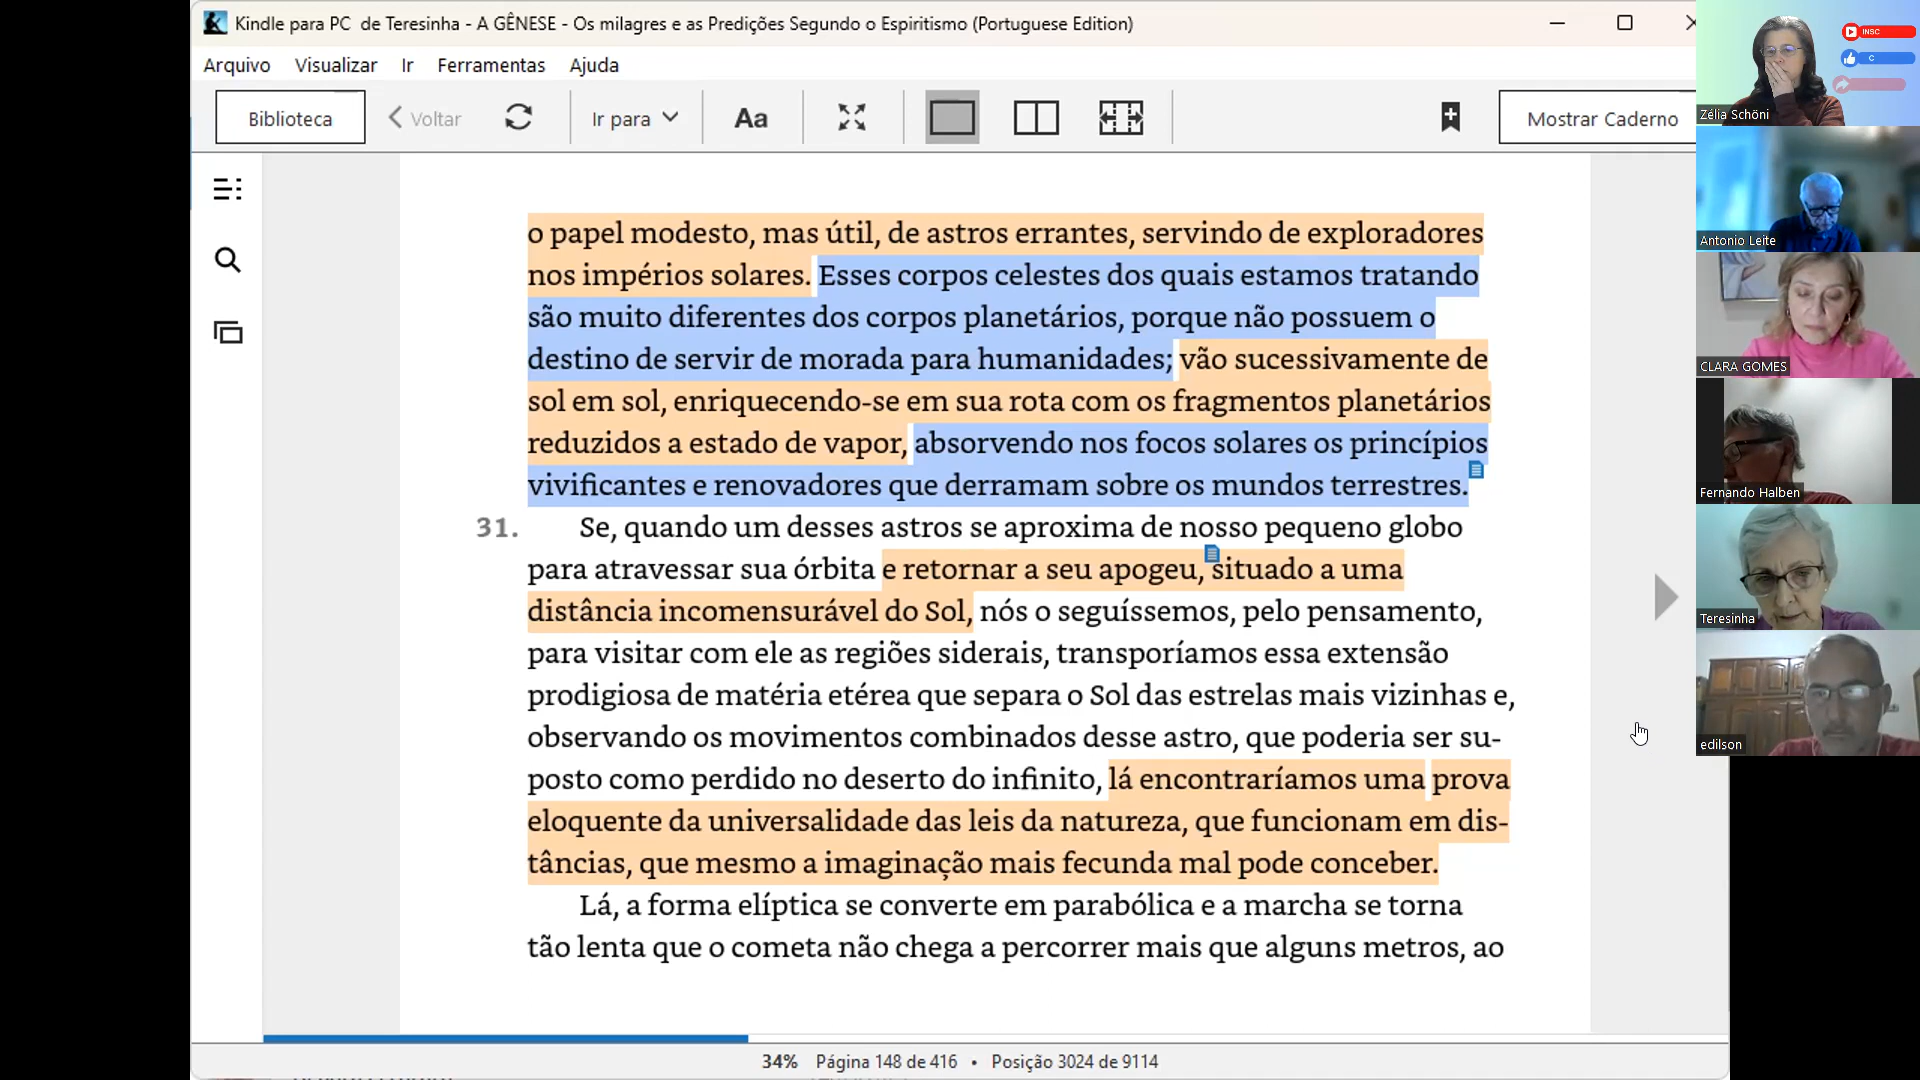 Kindle para PC de Teresinha - A GÊNESE - Os milagres e as Predições Segundo o Espiritismo (Portuguese Edition)
Arquivo Visualizar Ir Ferramentas Ajuda
Biblioteca Voltar Ir para Aa Mostrar Caderno
o papel modesto, mas útil, de astros errantes, servindo de exploradores
nos impérios solares. Esses corpos celestes dos quais estamos tratando
são muito diferentes dos corpos planetários, porque não possuem o
destino de servir de morada para humanidades; vão sucessivamente de
sol em sol, enriquecendo-se em sua rota com os fragmentos planetários
reduzidos a estado de vapor, absorvendo nos focos solares os princípios
vivificantes e renovadores que derramam sobre os mundos terrestres.
31. Se, quando um desses astros se aproxima de nosso pequeno globo
para atravessar sua órbita e retornar a seu apogeu, situado a uma
distância incomensurável do Sol, nós o seguíssemos, pelo pensamento,
para visitar com ele as regiões siderais, transporíamos essa extensão
prodigiosa de matéria etérea que separa o Sol das estrelas mais vizinhas e,
observando os movimentos combinados desse astro, que poderia ser su-
posto como perdido no deserto do infinito, lá encontraríamos uma prova
eloquente da universalidade das leis da natureza, que funcionam em dis-
tâncias, que mesmo a imaginação mais fecunda mal pode conceber.
Lá, a forma elíptica se converte em parabólica e a marcha se torna
tão lenta que o cometa não chega a percorrer mais que alguns metros, ao
34% Página 148 de 416 • Posição 3024 de 9114
INSC
C
Zélia Schöni
Antonio Leite
CLARA GOMES
Fernando Halben
Teresinha
edilson